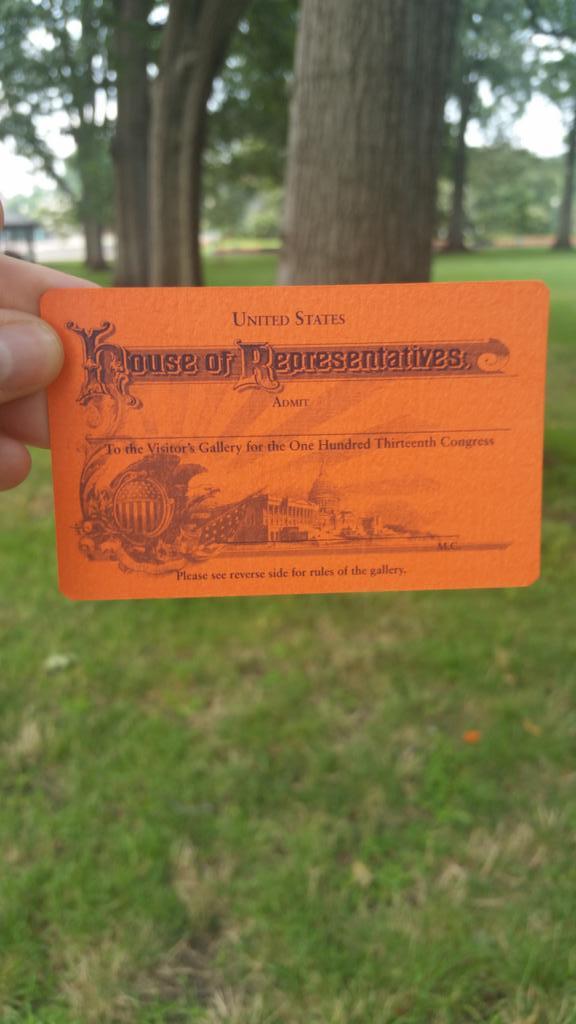 UNITED STATES
House of Representatives.
ADMIT
To the Visitor's Gallery for the One Hundred Thirteenth Congress
M.C.
Please see reverse side for rules of the gallery.